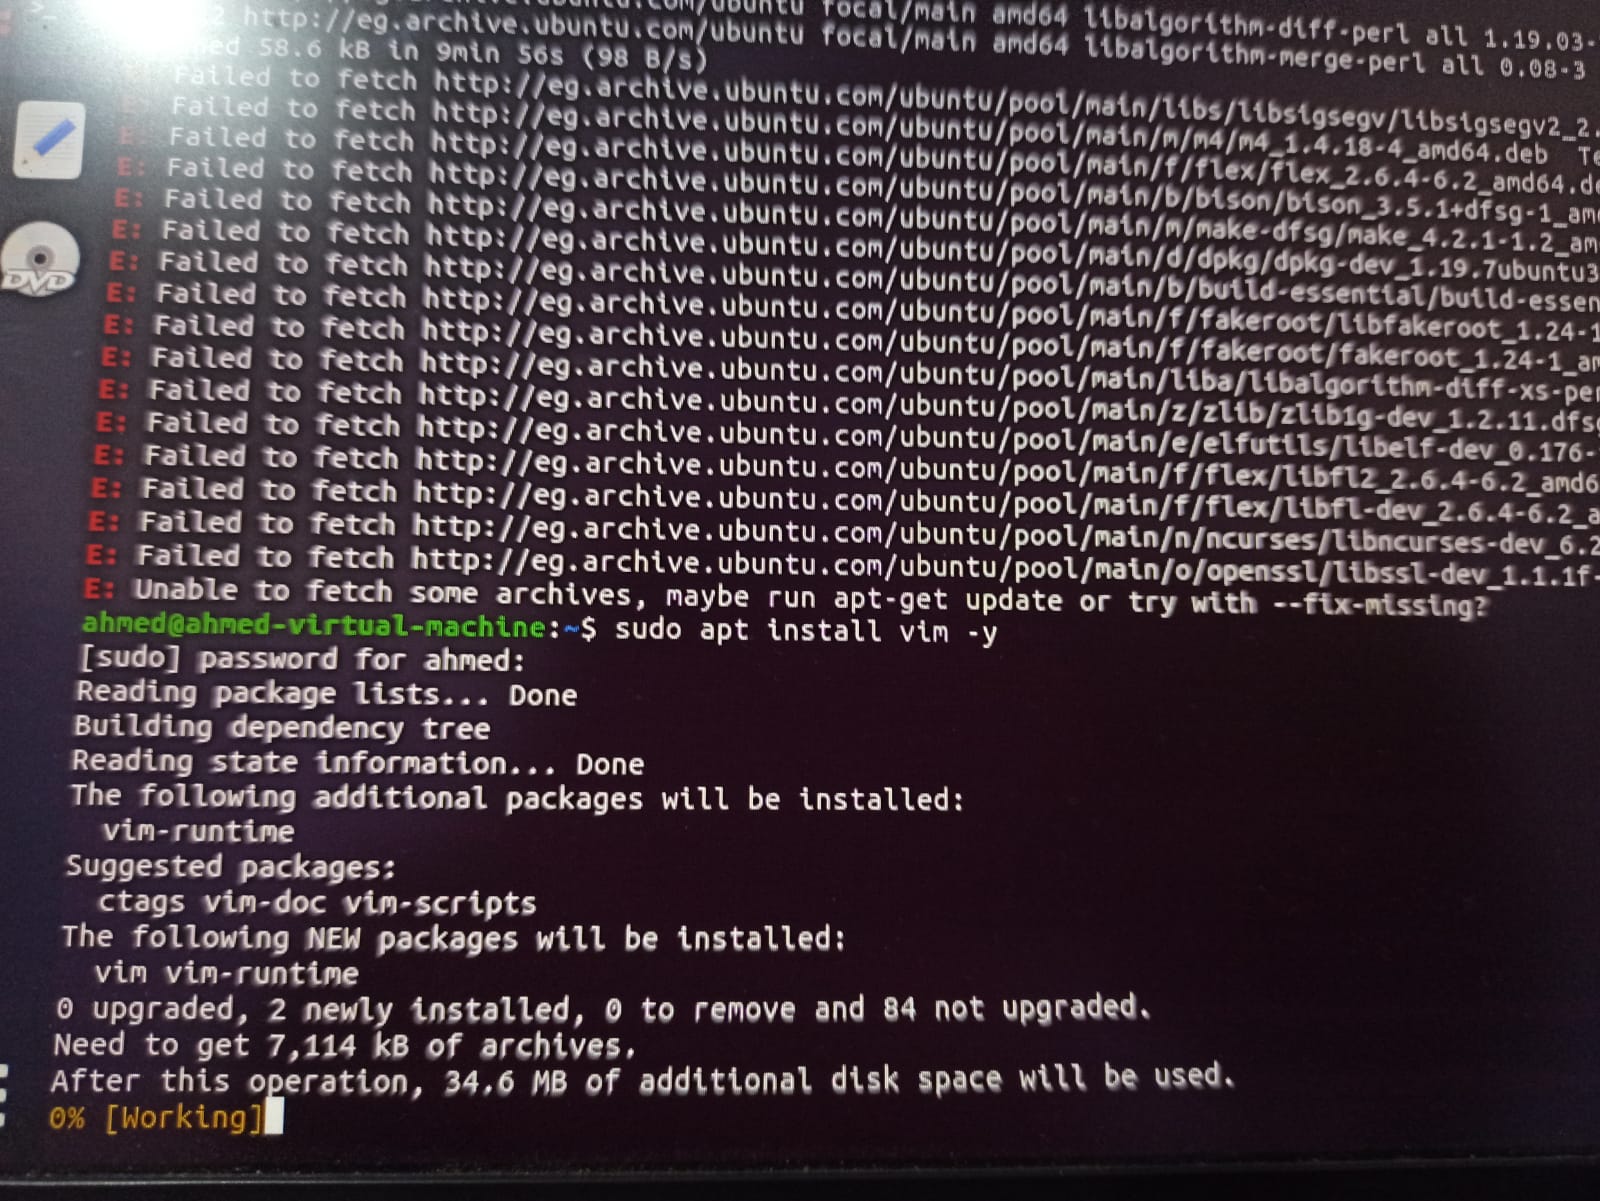 http://eg.archive.ubuntu.com/ubuntu focal/main amd64 libalgorithm-diff-perl all 1.19.03-
http://eg.archive.ubuntu.com/ubuntu focal/main amd64 libalgorithm-merge-perl all 0.08-3
58.6 kB in 9min 56s (98 B/s)
Failed to fetch http://eg.archive.ubuntu.com/ubuntu/pool/main/libs/libsigsegv/libsigsegv2_2.
E: Failed to fetch http://eg.archive.ubuntu.com/ubuntu/pool/main/m/m4/m4_1.4.18-4_amd64.deb Te
E: Failed to fetch http://eg.archive.ubuntu.com/ubuntu/pool/main/f/flex/flex_2.6.4-6.2_amd64.de
E: Failed to fetch http://eg.archive.ubuntu.com/ubuntu/pool/main/b/bison/bison_3.5.1+dfsg-1_amd
E: Failed to fetch http://eg.archive.ubuntu.com/ubuntu/pool/main/m/make-dfsg/make_4.2.1-1.2_am
E: Failed to fetch http://eg.archive.ubuntu.com/ubuntu/pool/main/d/dpkg/dpkg-dev_1.19.7ubuntu3
E: Failed to fetch http://eg.archive.ubuntu.com/ubuntu/pool/main/b/build-essential/build-essen
E: Failed to fetch http://eg.archive.ubuntu.com/ubuntu/pool/main/f/fakeroot/libfakeroot_1.24-1
E: Failed to fetch http://eg.archive.ubuntu.com/ubuntu/pool/main/f/fakeroot/fakeroot_1.24-1_am
E: Failed to fetch http://eg.archive.ubuntu.com/ubuntu/pool/main/liba/libalgorithm-diff-xs-per
E: Failed to fetch http://eg.archive.ubuntu.com/ubuntu/pool/main/z/zlib/zlib1g-dev_1.2.11.dfsg
E: Failed to fetch http://eg.archive.ubuntu.com/ubuntu/pool/main/e/elfutils/libelf-dev_0.176-
E: Failed to fetch http://eg.archive.ubuntu.com/ubuntu/pool/main/f/flex/libfl2_2.6.4-6.2_amd6
E: Failed to fetch http://eg.archive.ubuntu.com/ubuntu/pool/main/f/flex/libfl-dev_2.6.4-6.2_a
E: Failed to fetch http://eg.archive.ubuntu.com/ubuntu/pool/main/n/ncurses/libncurses-dev_6.2
E: Failed to fetch http://eg.archive.ubuntu.com/ubuntu/pool/main/o/openssl/libssl-dev_1.1.1f-
E: Unable to fetch some archives, maybe run apt-get update or try with --fix-missing?
ahmed@ahmed-virtual-machine:~$ sudo apt install vim -y
[sudo] password for ahmed:
Reading package lists... Done
Building dependency tree
Reading state information... Done
The following additional packages will be installed:
vim-runtime
Suggested packages:
ctags vim-doc vim-scripts
The following NEW packages will be installed:
vim vim-runtime
0 upgraded, 2 newly installed, 0 to remove and 84 not upgraded.
Need to get 7,114 kB of archives.
After this operation, 34.6 MB of additional disk space will be used.
0% [Working]
DVD